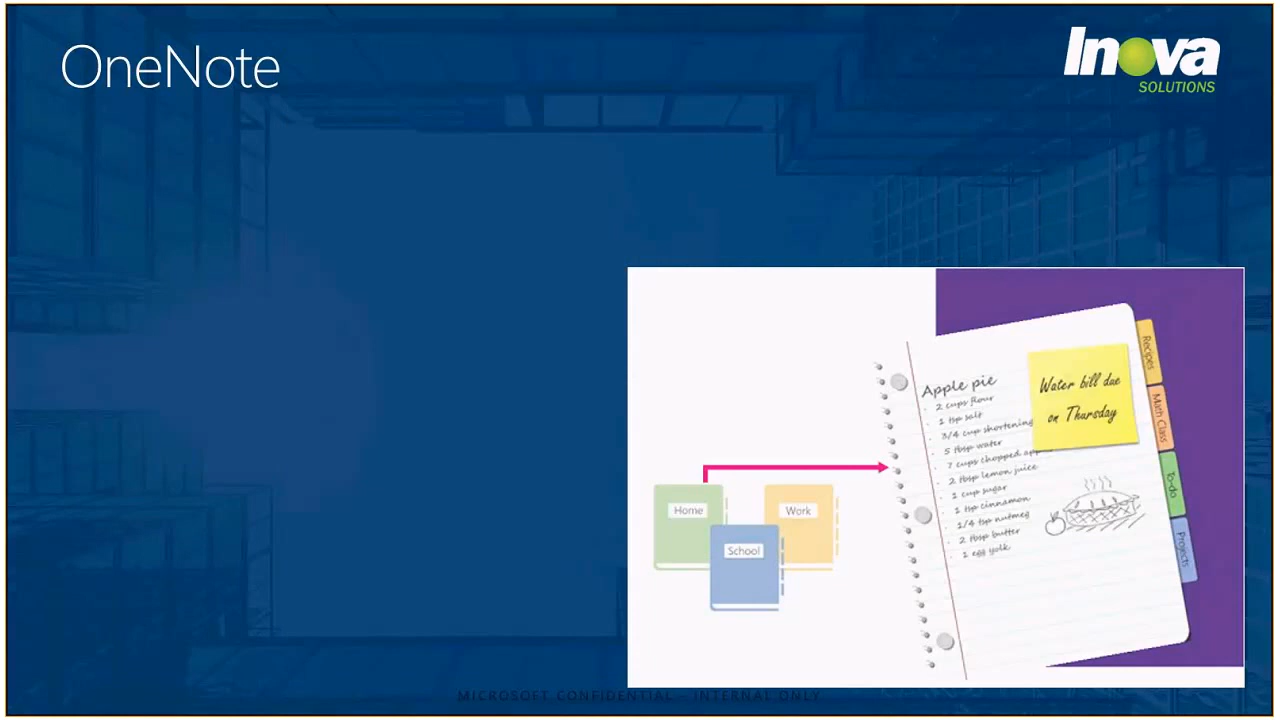 OneNote
Inova
SOLUTIONS
Apple pie
2 cups flour
1 tsp salt
3/4 cup shortening
5 tbsp water
7 cups chopped app
2 tbsp lemon juice
1 cup sugar
1 tsp cinnamon
1/4 tsp nutmeg
2 tbsp butter
1 egg yolk
Water bill due
on Thursday
Recipes
Math Class
To-do
Projects
Home
Work
School
MICROSOFT CONFIDENTIAL – INTERNAL ONLY